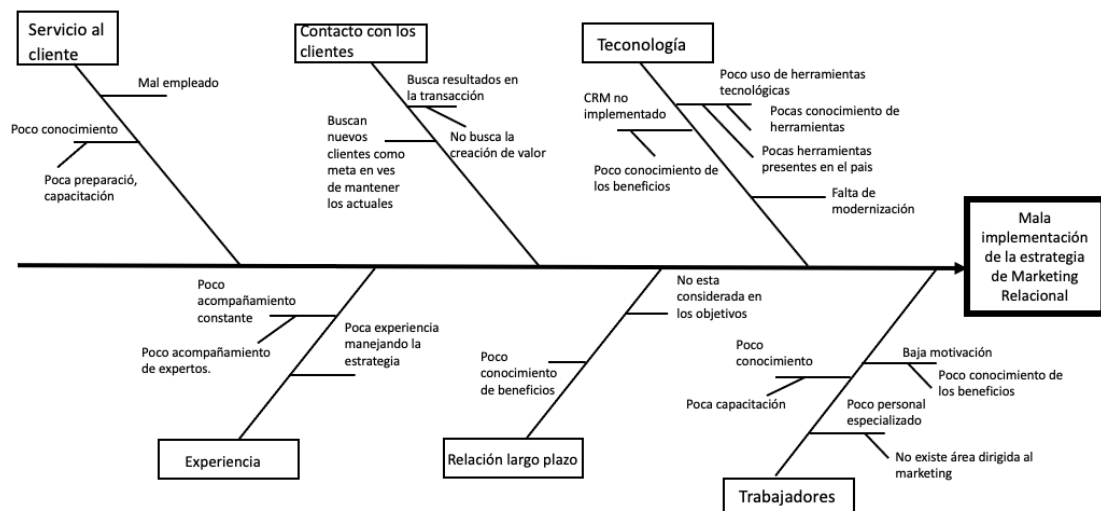 Servicio al
cliente
Mal empleado
Poco conocimiento
Poca preparació,
capacitación
Contacto con los
clientes
Busca resultados en
la transacción
No busca la
creación de valor
Buscan
nuevos
clientes como
meta en ves
de mantener
los actuales
Teconología
Poco uso de herramientas
tecnológicas
Pocas conocimiento de
herramientas
Pocas herramientas
presentes en el pais
CRM no
implementado
Poco conocimiento de
los beneficios
Falta de
modernización
Mala
implementación
de la estrategia
de Marketing
Relacional
Poco
acompañamiento
constante
Poco acompañamiento
de expertos.
Poca experiencia
manejando la
estrategia
Experiencia
No esta
considerada en
los objetivos
Poco
conocimiento
de beneficios
Relación largo plazo
Poco
conocimiento
Poca capacitación
Baja motivación
Poco conocimiento de
los beneficios
Poco personal
especializado
No existe área dirigida al
marketing
Trabajadores